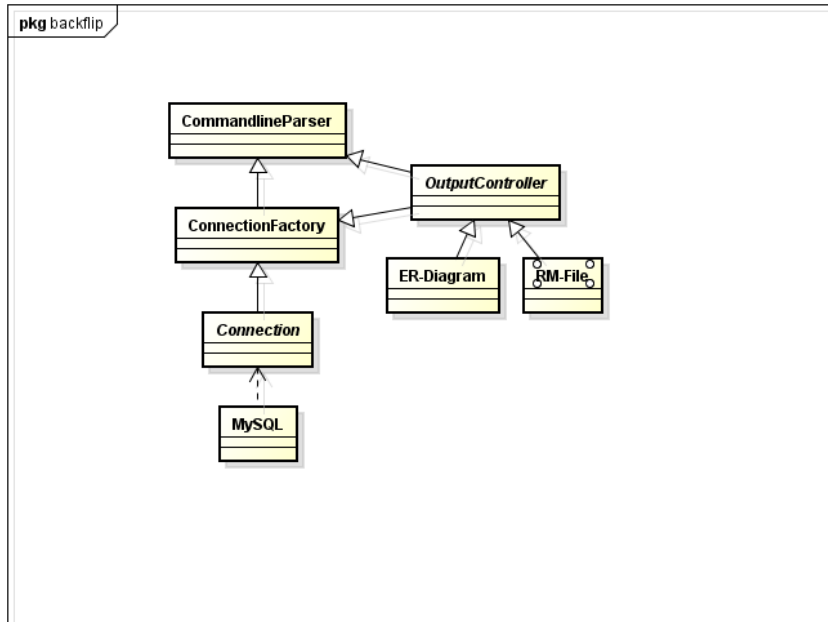 pkg backflip
CommandlineParser
OutputController
ConnectionFactory
ER-Diagram
RM-File
Connection
MySQL